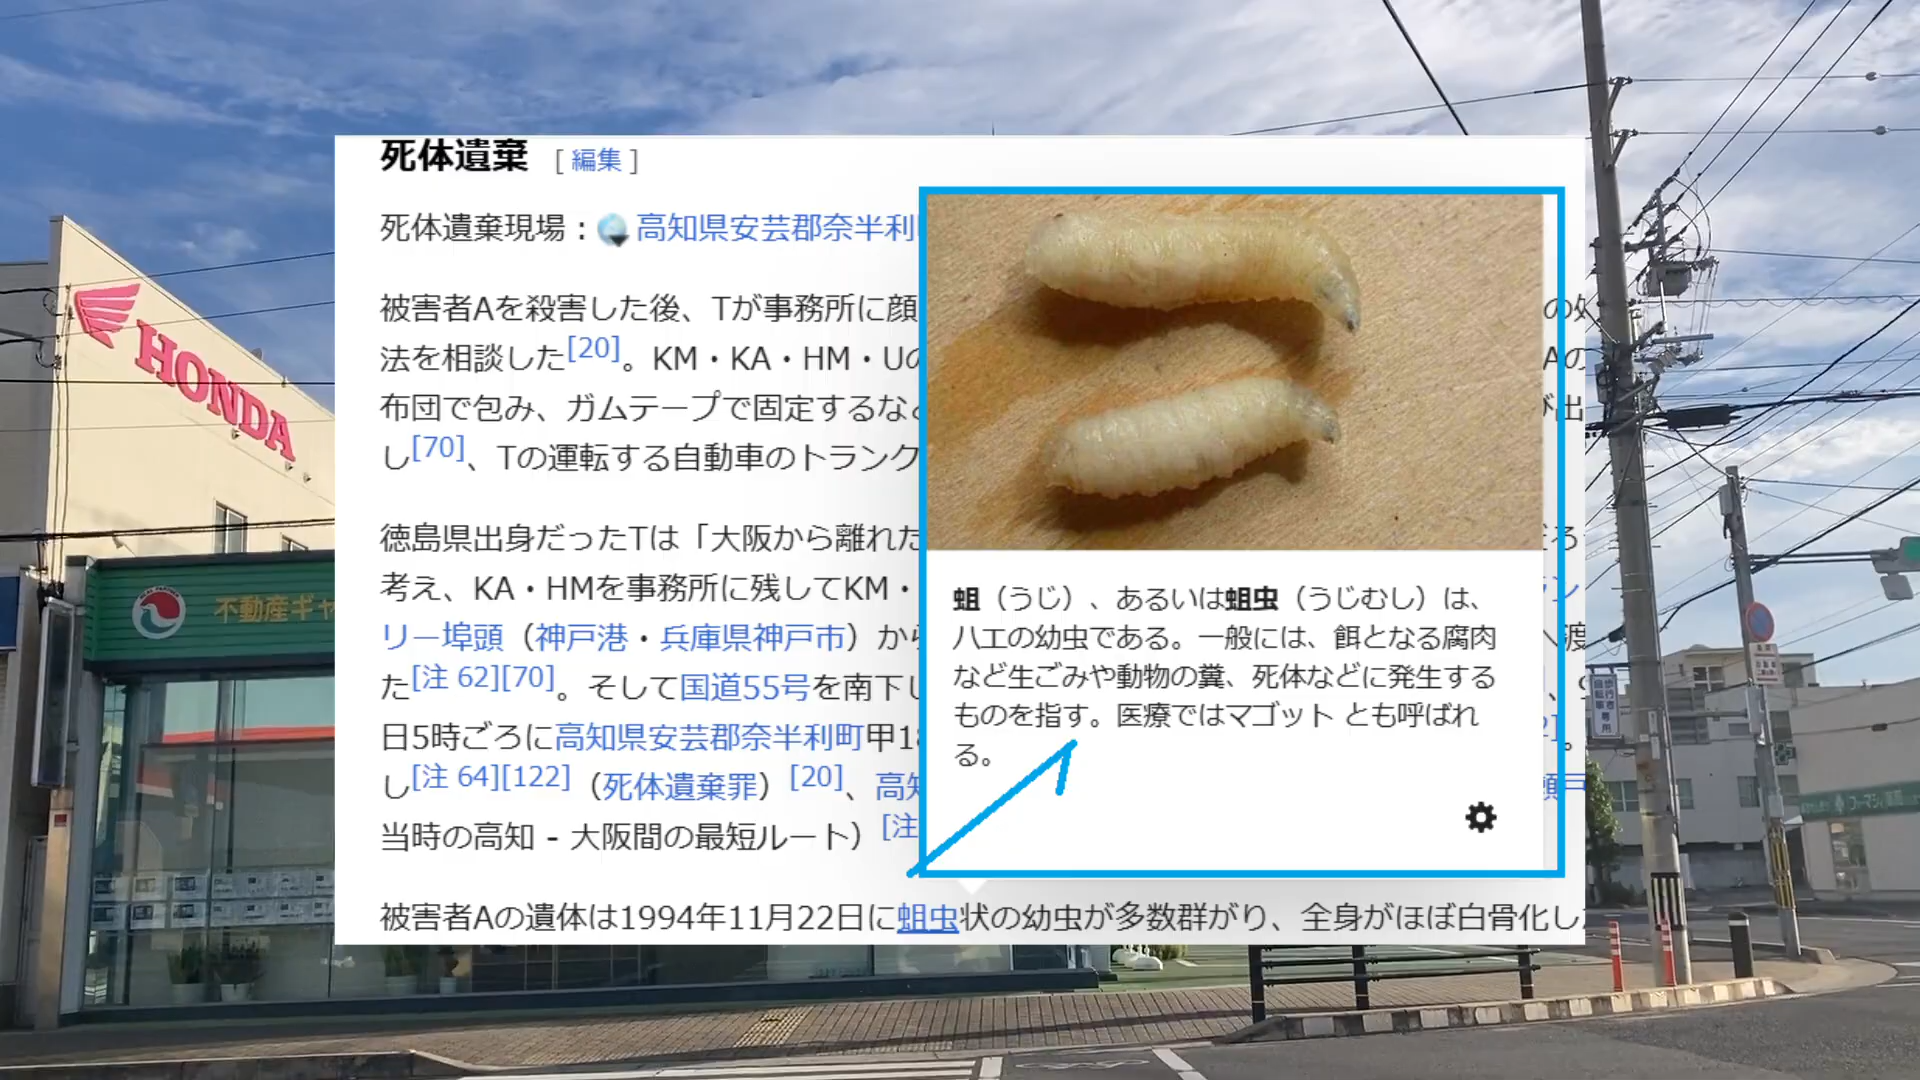 死体遺棄 [ 編集 ]
死体遺棄現場： 高知県安芸郡奈半利
被害者Aを殺害した後、Tが事務所に顔
法を相談した[20]。KM・KA・HM・U
布団で包み、ガムテープで固定するな
し[70]、Tの運転する自動車のトランク
徳島県出身だったTは「大阪から離れた
考え、KA・HMを事務所に残してKM・
リー埠頭（神戸港・兵庫県神戸市）か
た[注 62][70]。そして国道55号を南下し
日5時ごろに高知県安芸郡奈半利町甲1
し[注 64][122]（死体遺棄罪）[20]、高知
当時の高知 - 大阪間の最短ルート）[注
被害者Aの遺体は1994年11月22日に蛆虫状の幼虫が多数群がり、全身がほぼ白骨化し
蛆（うじ）、あるいは蛆虫（うじむし）は、
ハエの幼虫である。一般には、餌となる腐肉
など生ごみや動物の糞、死体などに発生する
ものを指す。医療ではマゴット とも呼ばれ
る。
HONDA
不動産ギャ